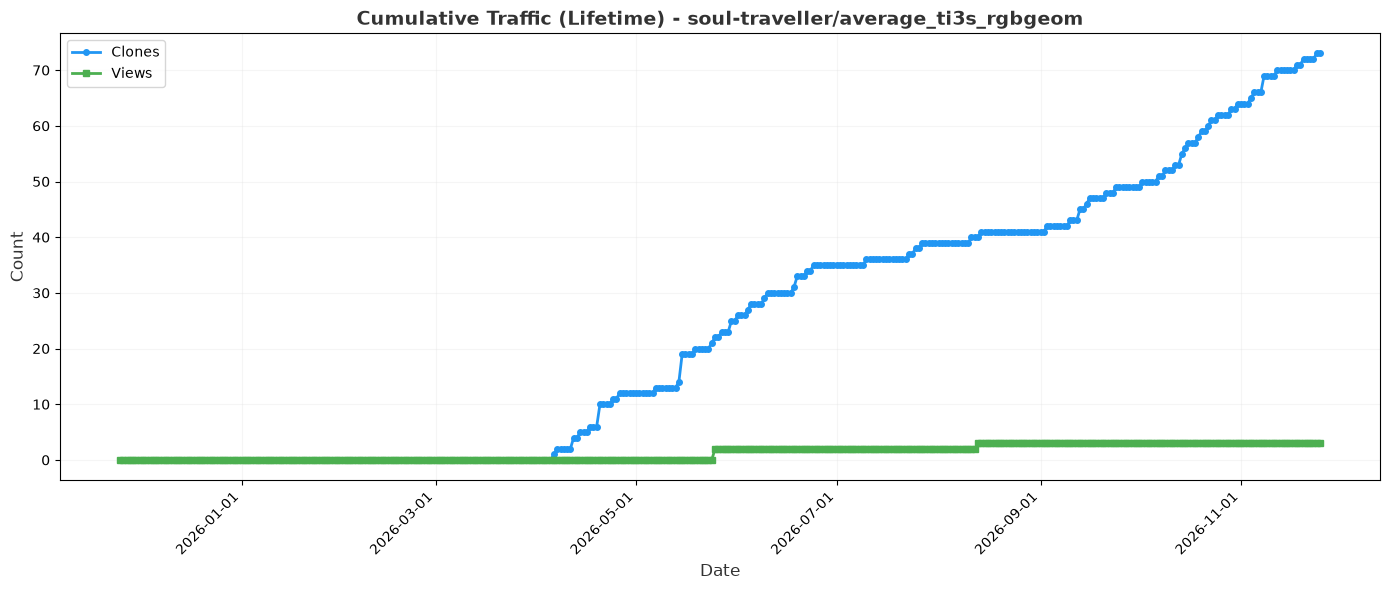 Cumulative Traffic (Lifetime) - soul-traveller/average_ti3s_rgbgeom
Clones
Views
Count
70
60
50
40
30
20
10
0
2026-01-01
2026-03-01
2026-05-01
2026-07-01
2026-09-01
2026-11-01
Date